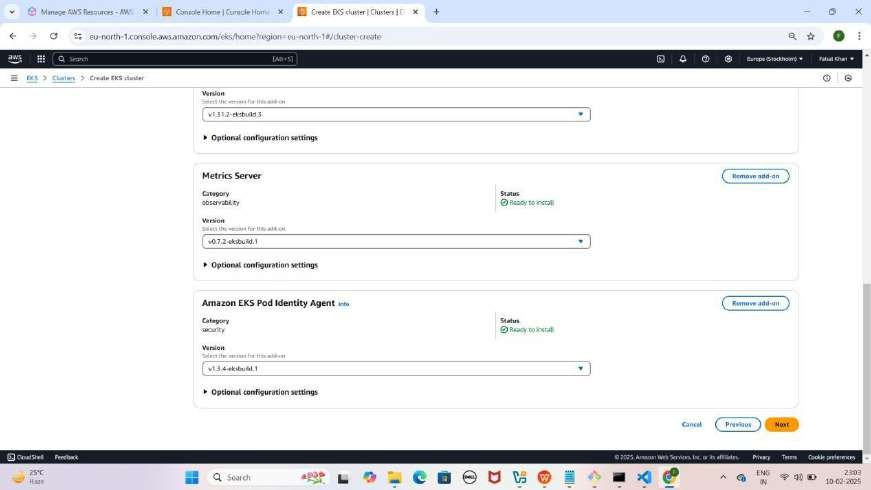 Manage AWS Resources - AWS
Console Home | Console Home
Create EKS cluster | Clusters | E
eu-north-1.console.aws.amazon.com/eks/home?region=eu-north-1#/cluster-create
aws
Search
[Alt+S]
Europe (Stockholm)
Faisal Khan
EKS > Clusters > Create EKS cluster
Version
Select the version for this add-on
v1.31.2-eksbuild.3
Optional configuration settings
Metrics Server
Remove add-on
Category
Status
observability
Ready to install
Version
Select the version for this add-on
v0.7.2-eksbuild.1
Optional configuration settings
Amazon EKS Pod Identity Agent Info
Remove add-on
Category
Status
security
Ready to install
Version
Select the version for this add-on
v1.3.4-eksbuild.1
Optional configuration settings
Cancel
Previous
Next
CloudShell
Feedback
© 2025, Amazon Web Services, Inc. or its affiliates.
Privacy
Terms
Cookie preferences
25°C
Haze
Search
DELL
ENG
IN
23:03
10-02-2025